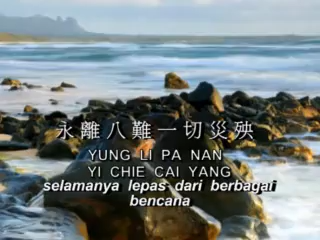 永離八難一切災殃
YUNG LI PA NAN
YI CHIE CAI YANG
selamanya lepas dari berbagai
bencana